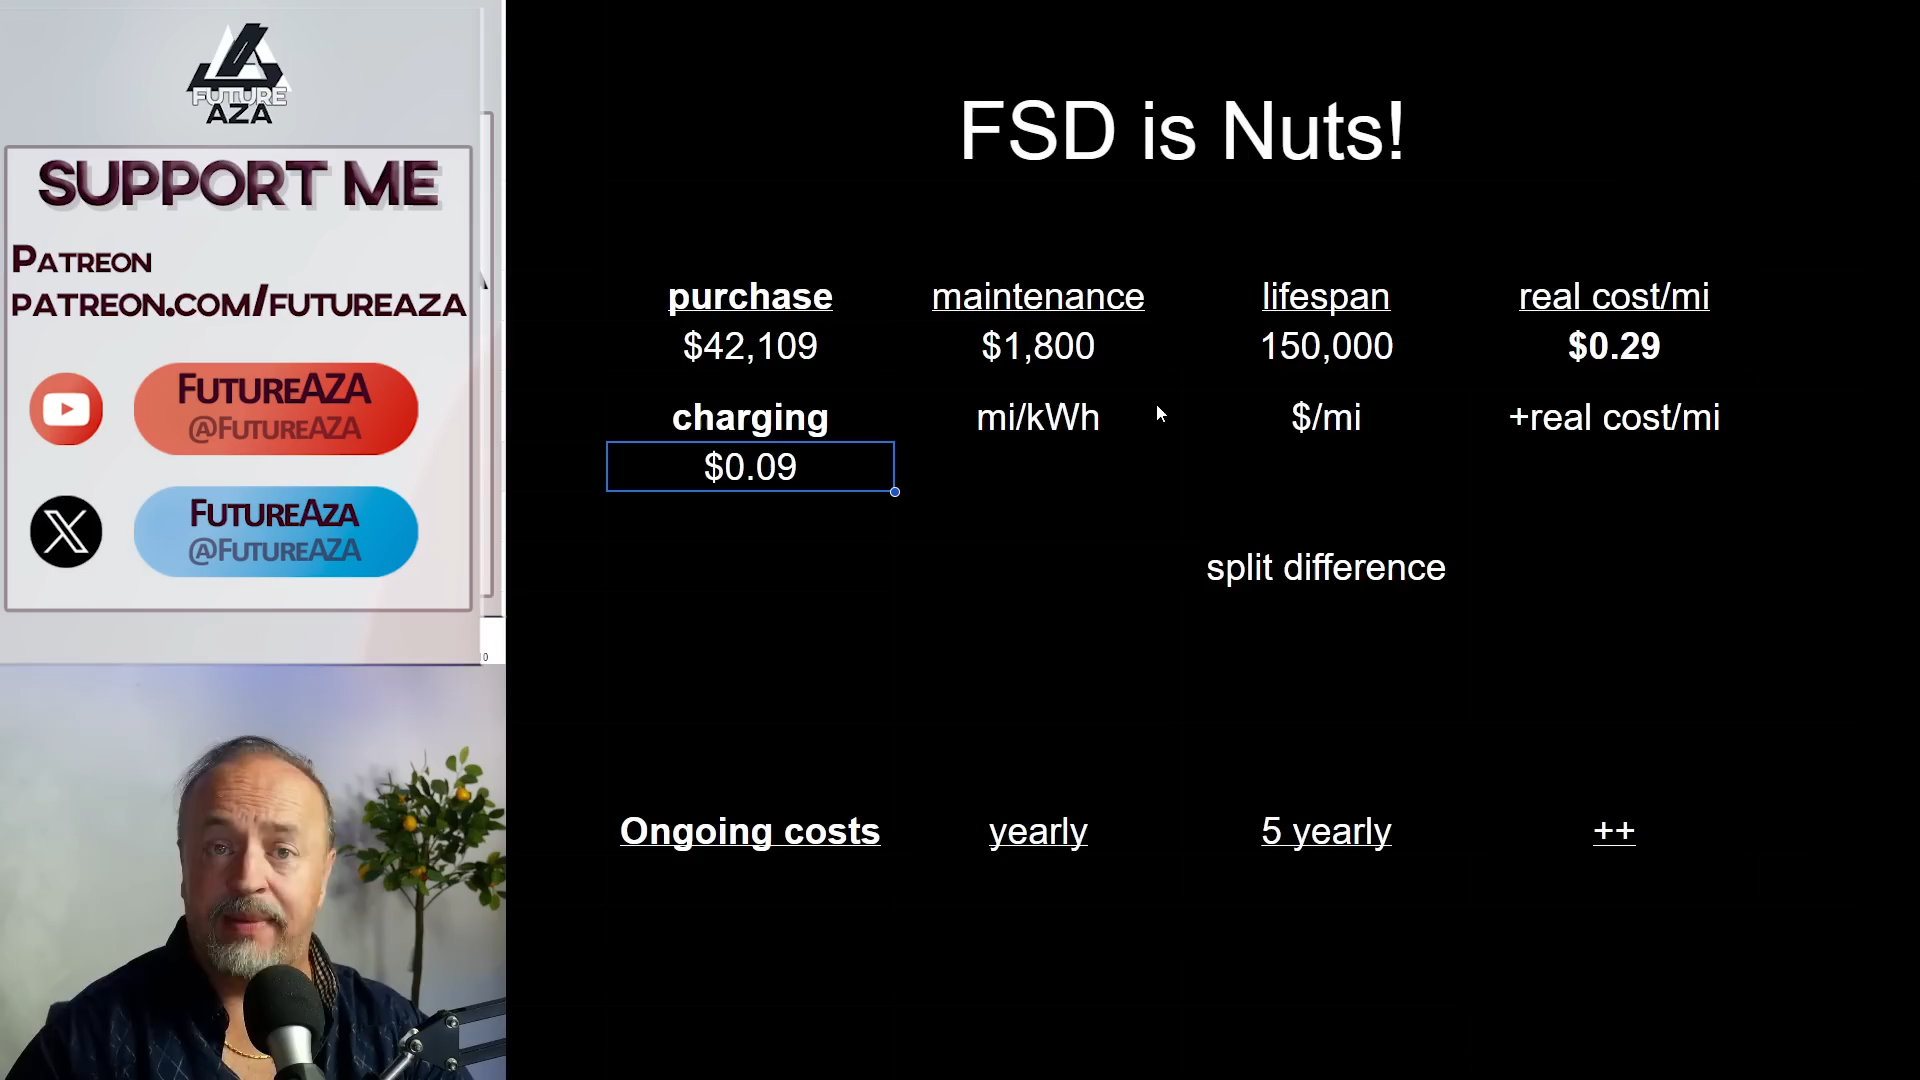 FUTURE
AZA
SUPPORT ME
PATREON
PATREON.COM/FUTUREAZA
FUTUREAZA
@FUTUREAZA
FUTUREAZA
@FUTUREAZA
FSD is Nuts!
purchase maintenance lifespan real cost/mi
$42,109 $1,800 150,000 $0.29
charging mi/kWh $/mi +real cost/mi
$0.09
split difference
Ongoing costs yearly 5 yearly ++